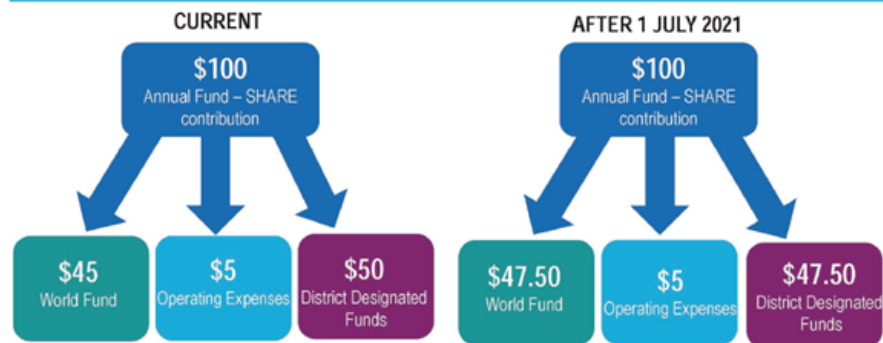 CURRENT
$100
Annual Fund – SHARE
contribution
$45
World Fund
$5
Operating Expenses
$50
District Designated
Funds
AFTER 1 JULY 2021
$100
Annual Fund – SHARE
contribution
$47.50
World Fund
$5
Operating Expenses
$47.50
District Designated
Funds